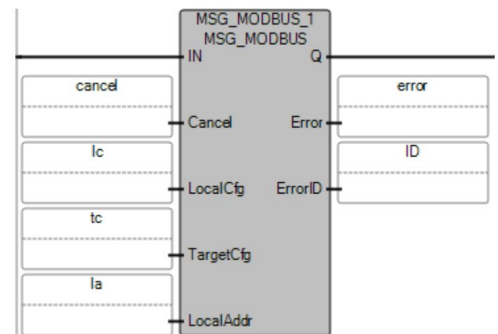 MSG_MODBUS_1
MSG_MODBUS
IN Q
cancel error
Cancel Error
lc ID
LocalCfg ErrorID
tc
TargetCfg
la
LocalAddr